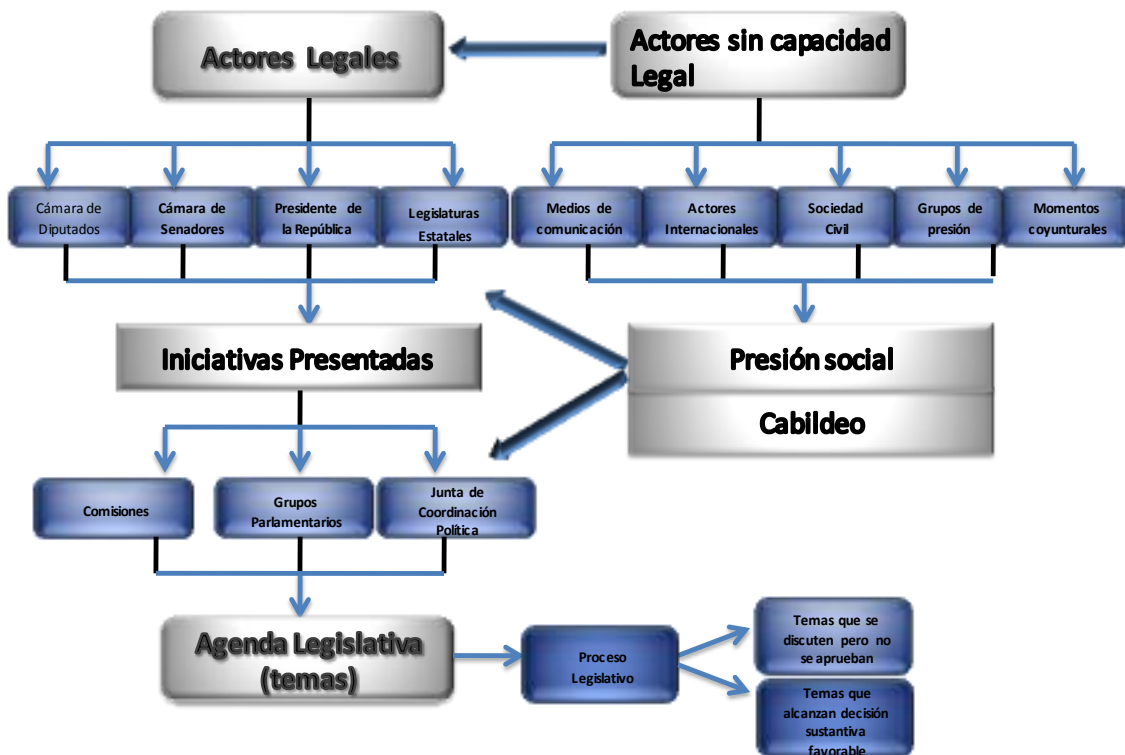 Actores Legales
Actores sin capacidad
Legal
Cámara de
Diputados
Cámara de
Senadores
Presidente de
la República
Legislaturas
Estatales
Medios de
comunicación
Actores
Internacionales
Sociedad
Civil
Grupos de
presión
Momentos
coyunturales
Iniciativas Presentadas
Presión social
Cabildeo
Comisiones
Grupos
Parlamentarios
Junta de
Coordinación
Política
Agenda Legislativa
(temas)
Proceso
Legislativo
Temas que se
discuten pero no
se aprueban
Temas que
alcanzan decisión
sustantiva
favorable